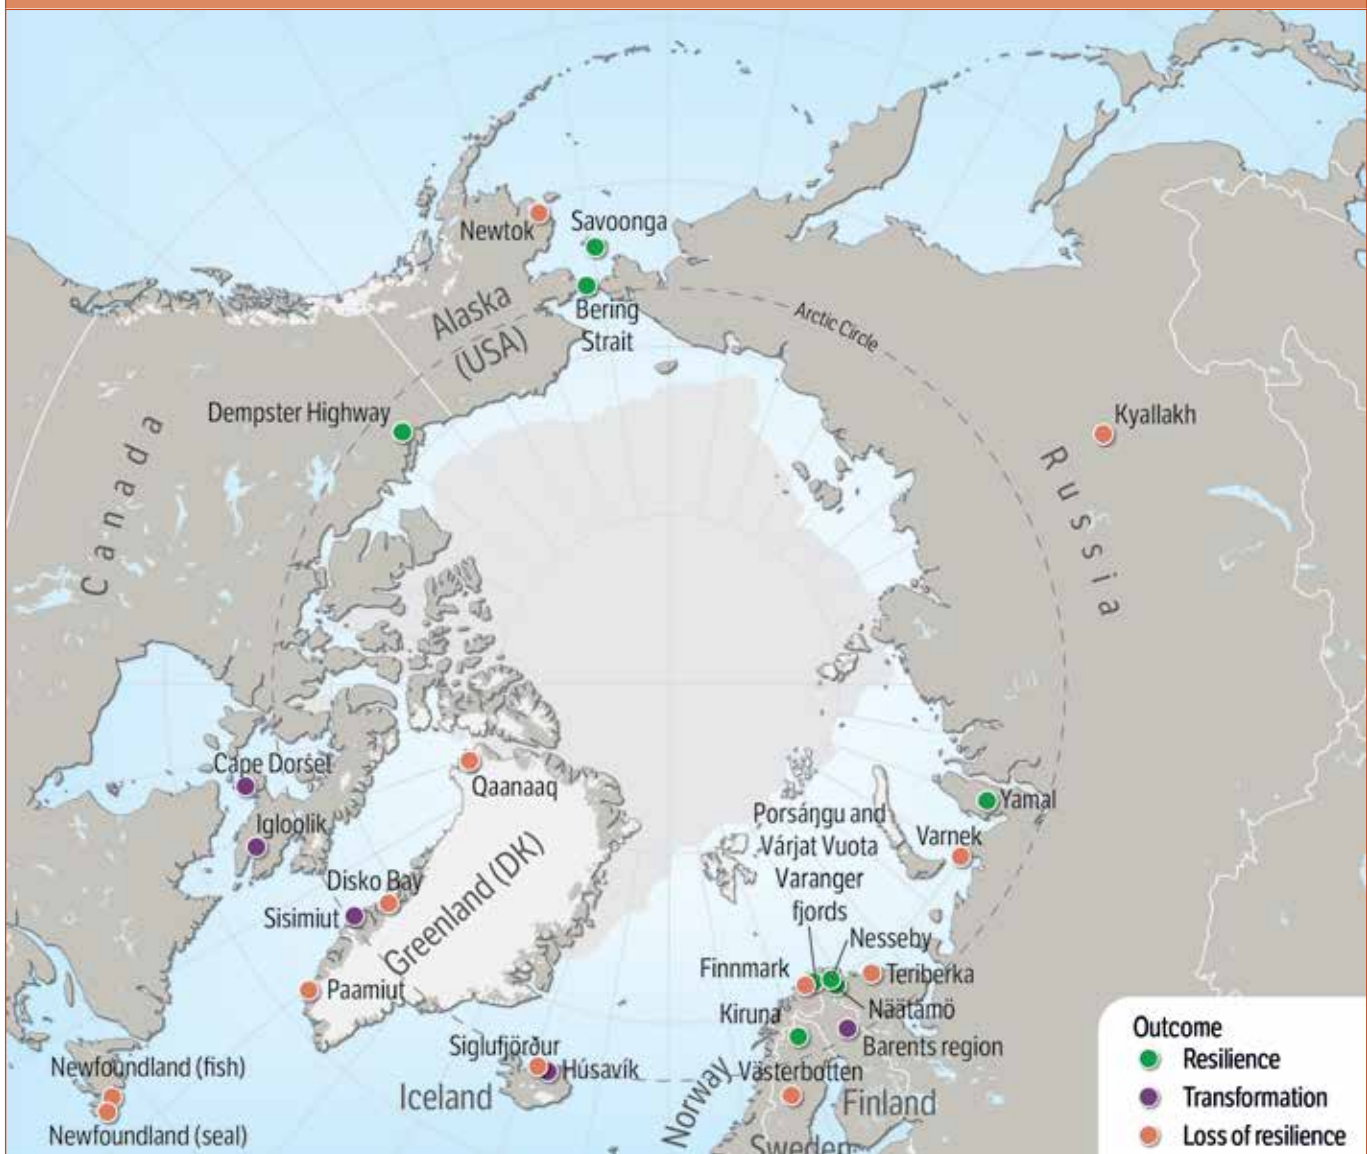 Newtok
Savoonga
Bering
Strait
Alaska
(USA)
Arctic Circle
Dempster Highway
Canada
Kyallakh
Russia
Cape Dorset
Qaanaaq
Igloolik
Disko Bay
Sisimiut
Greenland (DK)
Paamiut
Yamal
Varnek
Porsáŋgu and
Várjat Vuota
Varanger
fjords
Nesseby
Finnmark
Teriberka
Näätämö
Kiruna
Barents region
Siglufjörður
Húsavík
Iceland
Västerbotten
Norway
Finland
Sweden
Newfoundland (fish)
Newfoundland (seal)
Outcome
Resilience
Transformation
Loss of resilience